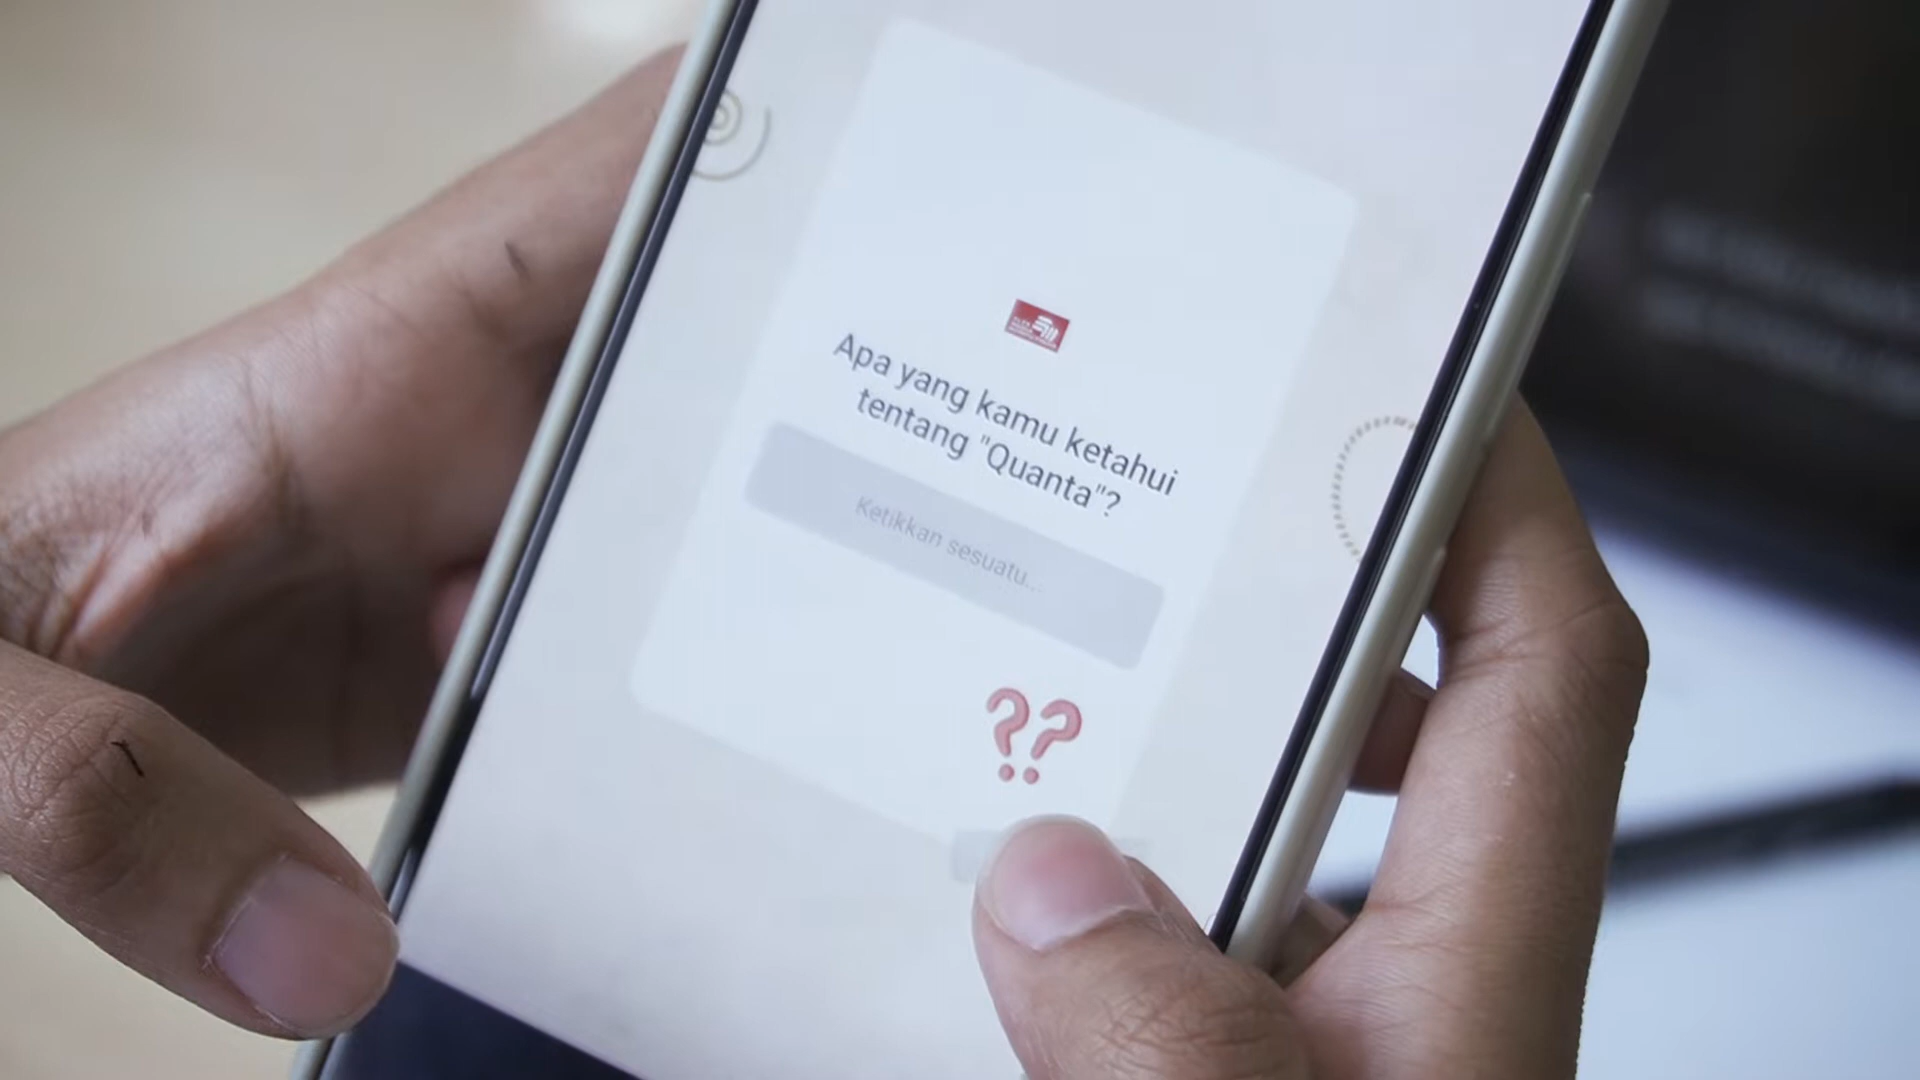 Apa yang kamu ketahui
tentang "Quanta"?
Ketikkan sesuatu...
??